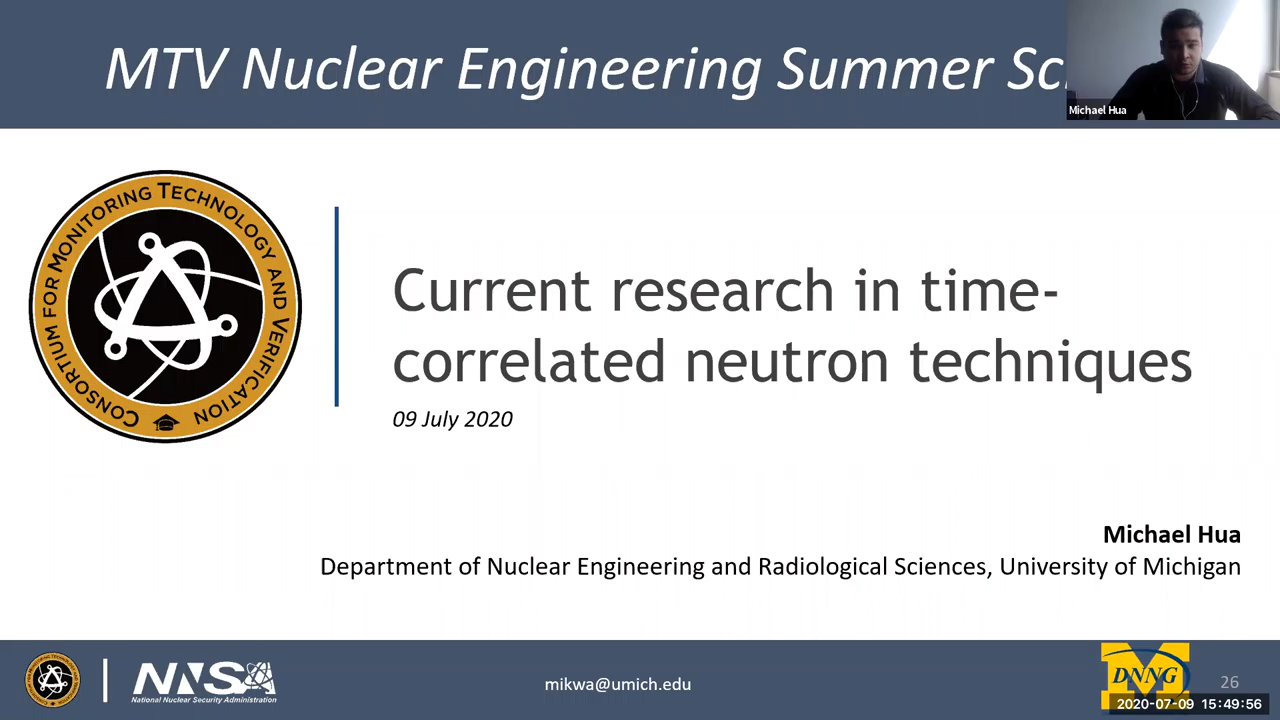 MTV Nuclear Engineering Summer Sc
Michael Hua
CONSORTIUM FOR MONITORING TECHNOLOGY AND VERIFICATION
Current research in time-
correlated neutron techniques
09 July 2020
Michael Hua
Department of Nuclear Engineering and Radiological Sciences, University of Michigan
NNSA
National Nuclear Security Administration
mikwa@umich.edu
DNNG
26
2020-07-09 15:49:56